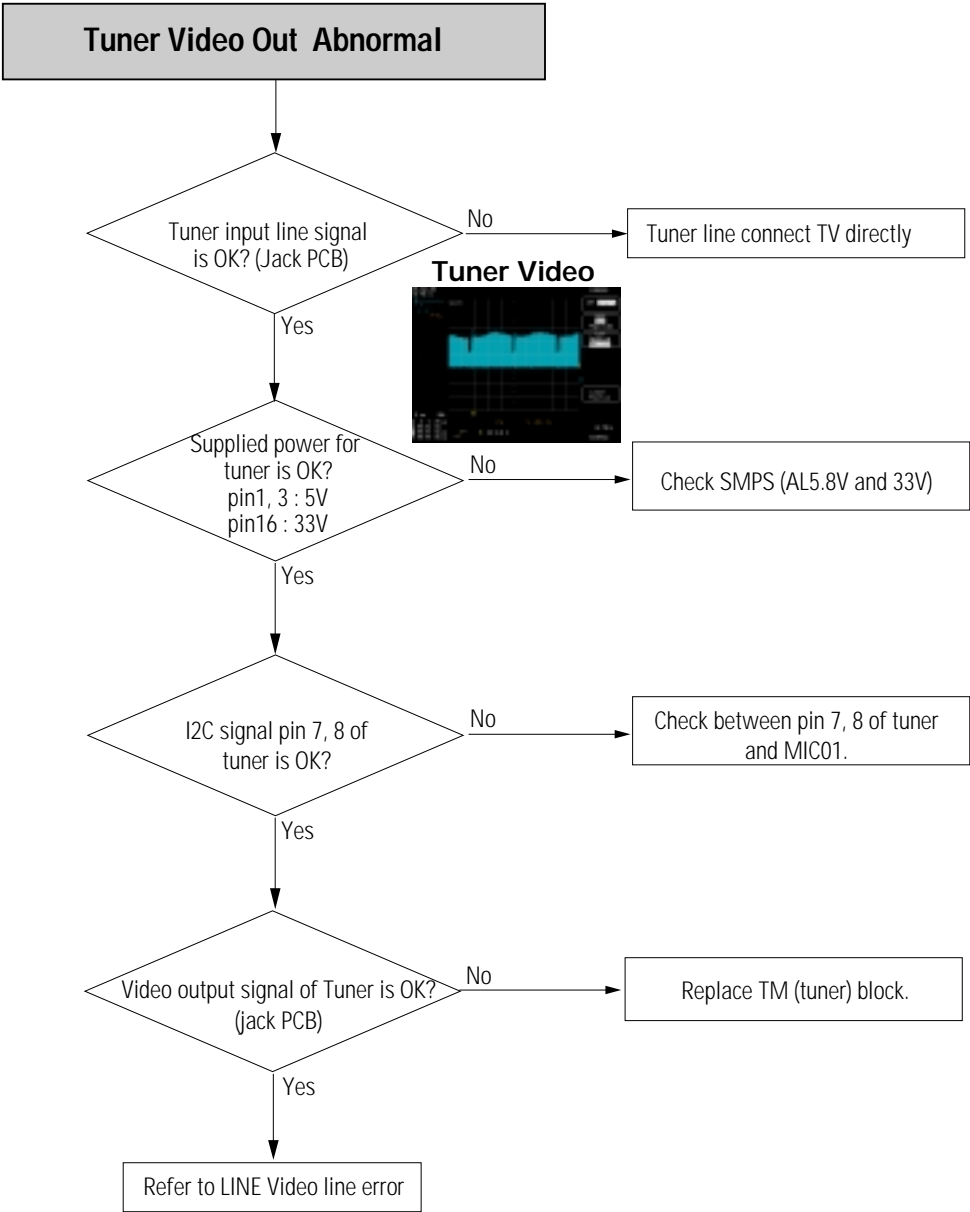 Tuner Video Out Abnormal
Tuner input line signal
is OK? (Jack PCB)
No
Tuner line connect TV directly
Tuner Video
Yes
Supplied power for
tuner is OK?
pin1, 3 : 5V
pin16 : 33V
No
Check SMPS (AL5.8V and 33V)
Yes
I2C signal pin 7, 8 of
tuner is OK?
No
Check between pin 7, 8 of tuner
and MIC01.
Yes
Video output signal of Tuner is OK?
(jack PCB)
No
Replace TM (tuner) block.
Yes
Refer to LINE Video line error